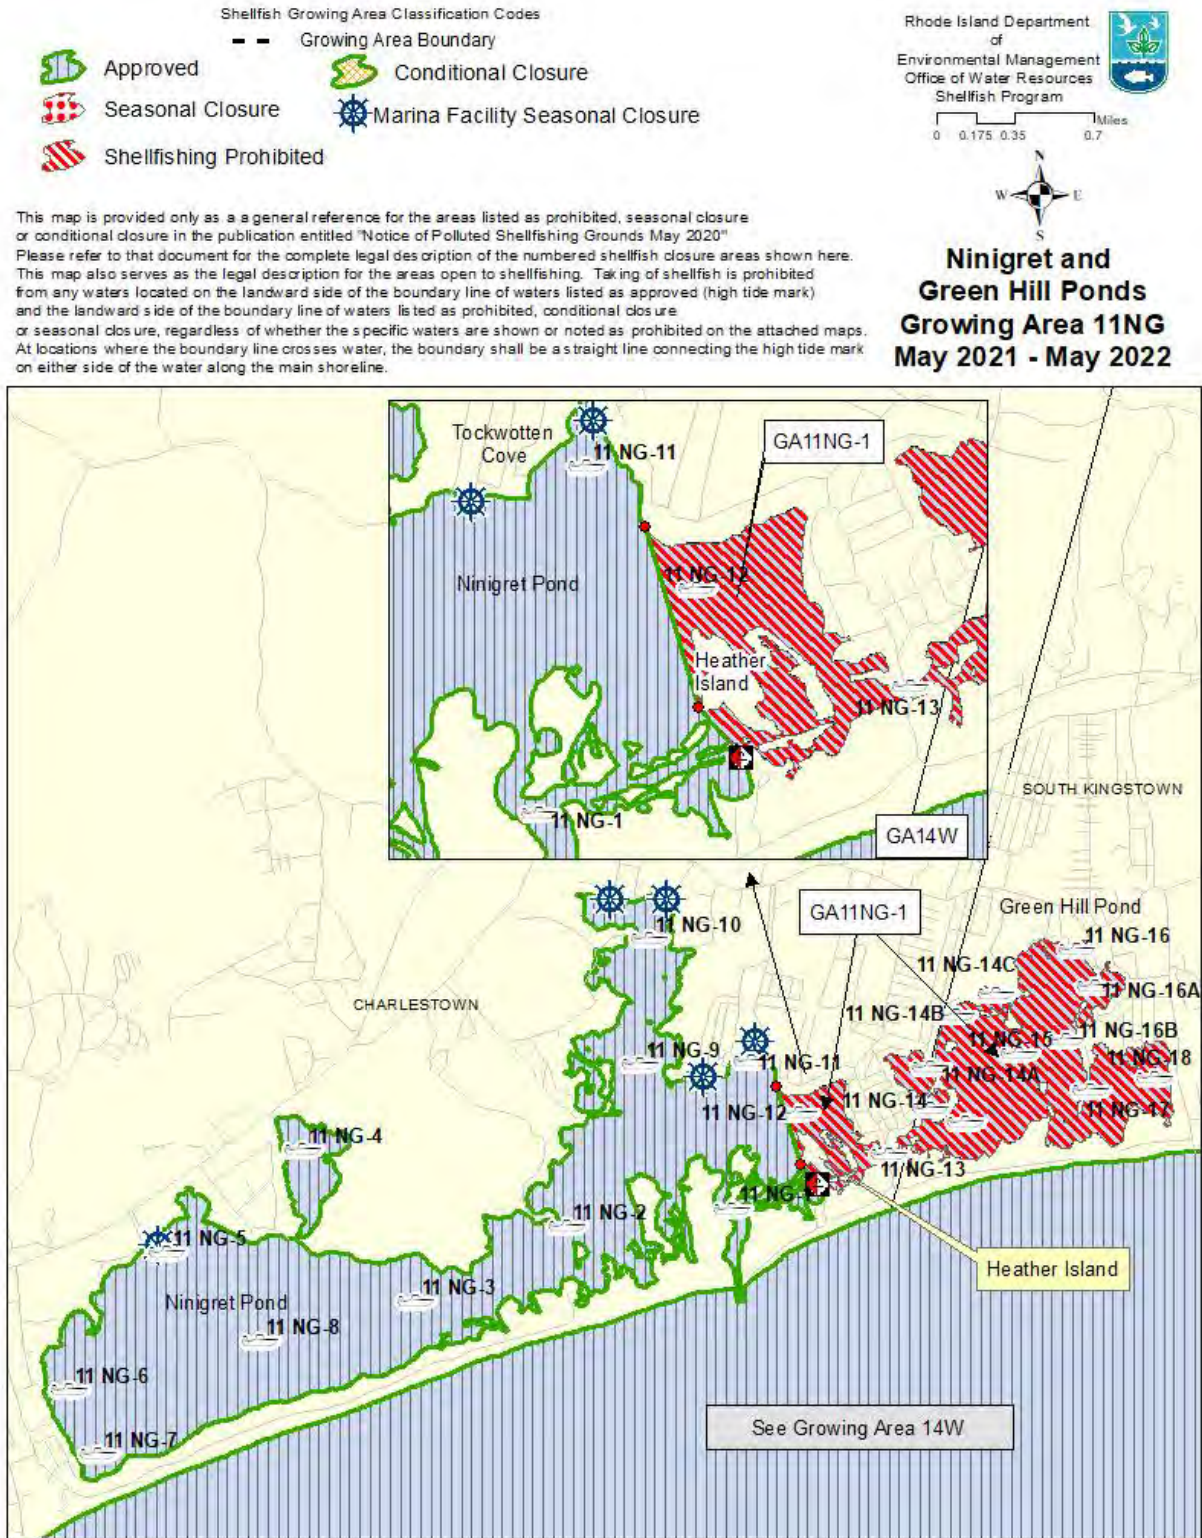 Shellfish Growing Area Classification Codes
Growing Area Boundary
Approved
Conditional Closure
Seasonal Closure
Marina Facility Seasonal Closure
Shellfishing Prohibited
Rhode Island Department
of
Environmental Management
Office of Water Resources
Shellfish Program
Miles
0 0.175 0.35 0.7
N
W E
S
This map is provided only as a a general reference for the areas listed as prohibited, seasonal closure
or conditional closure in the publication entitled "Notice of Polluted Shellfishing Grounds May 2020"
Please refer to that document for the complete legal description of the numbered shellfish closure areas shown here.
This map also serves as the legal description for the areas open to shellfishing. Taking of shellfish is prohibited
from any waters located on the landward side of the boundary line of waters listed as approved (high tide mark)
and the landward side of the boundary line of waters listed as prohibited, conditional closure
or seasonal closure, regardless of whether the specific waters are shown or noted as prohibited on the attached maps.
At locations where the boundary line crosses water, the boundary shall be a straight line connecting the high tide mark
on either side of the water along the main shoreline.
Ninigret and
Green Hill Ponds
Growing Area 11NG
May 2021 - May 2022
Tockwotten
Cove
11 NG-11
GA11NG-1
Ninigret Pond
11 NG-12
Heather
Island
11 NG-13
11 NG-1
GA14W
SOUTH KINGSTOWN
GA11NG-1
Green Hill Pond
11 NG-10
11 NG-16
11 NG-14C
11 NG-16A
CHARLESTOWN
11 NG-14B
11 NG-16B
11 NG-15
11 NG-9
11 NG-11
11 NG-18
11 NG-14A
11 NG-12
11 NG-14
11 NG-17
11 NG-4
11 NG-13
11 NG-2
11 NG-5
Heather Island
11 NG-3
Ninigret Pond
11 NG-8
11 NG-6
11 NG-7
See Growing Area 14W